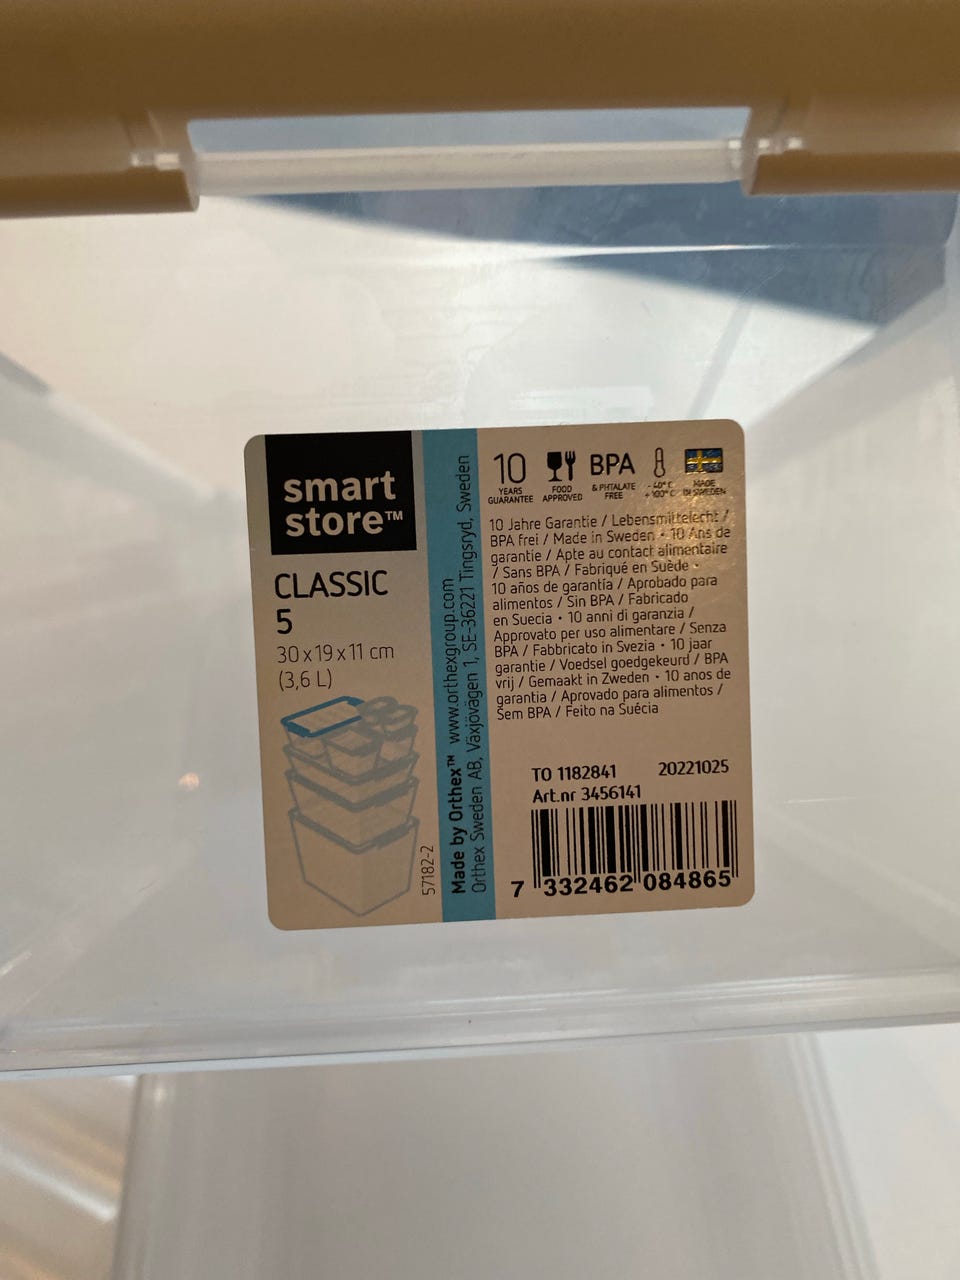 smart
store™
CLASSIC
5
30 x 19 x 11 cm
(3,6 L)
57182-2
Made by Orthex™ www.orthexgroup.com
Orthex Sweden AB, Växjövägen 1, SE-36221 Tingsryd, Sweden
10
YEARS
GUARANTEE
FOOD
APPROVED
BPA
& PHTALATE
FREE
- 40° C
+ 100° C
MADE
IN SWEDEN
10 Jahre Garantie / Lebensmittelecht /
BPA frei / Made in Sweden • 10 Ans de
garantie / Apte au contact alimentaire
/ Sans BPA / Fabriqué en Suède •
10 años de garantía / Aprobado para
alimentos / Sin BPA / Fabricado
en Suecia • 10 anni di garanzia /
Approvato per uso alimentare / Senza
BPA / Fabbricato in Svezia • 10 jaar
garantie / Voedsel goedgekeurd / BPA
vrij / Gemaakt in Zweden • 10 anos de
garantia / Aprovado para alimentos /
Sem BPA / Feito na Suécia
TO 1182841 20221025
Art.nr 3456141
7 332462 084865